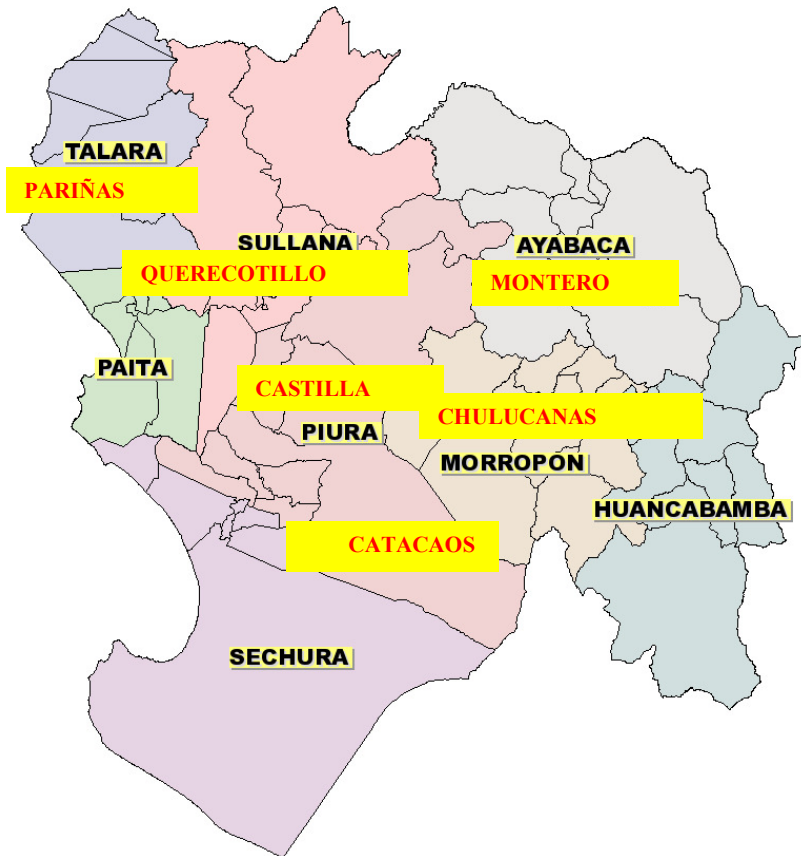 TALARA
PARIÑAS
SULLANA
AYABACA
QUERECOTILLO
MONTERO
PAITA
CASTILLA
CHULUCANAS
PIURA
MORROPÓN
HUANCABAMBA
CATACAOS
SECHURA